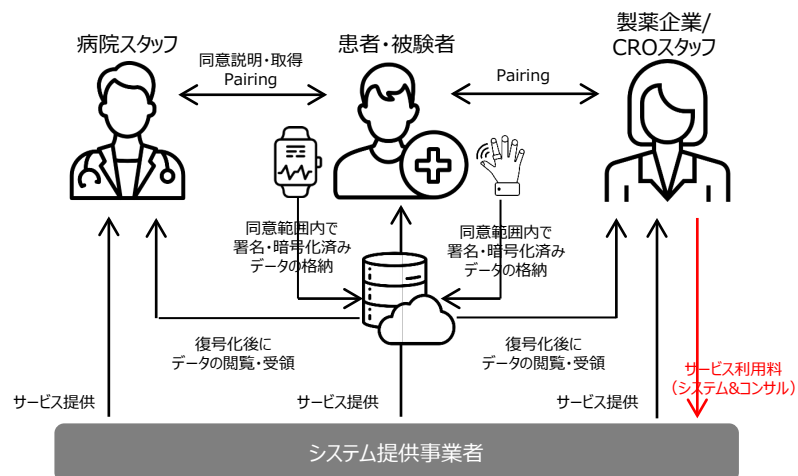 病院スタッフ
患者・被験者
製薬企業/
CROスタッフ
同意説明・取得
Pairing
Pairing
同意範囲内で
署名・暗号化済み
データの格納
同意範囲内で
署名・暗号化済み
データの格納
復号化後に
データの閲覧・受領
復号化後に
データの閲覧・受領
サービス利用料
（システム&コンサル）
サービス提供
サービス提供
サービス提供
システム提供事業者